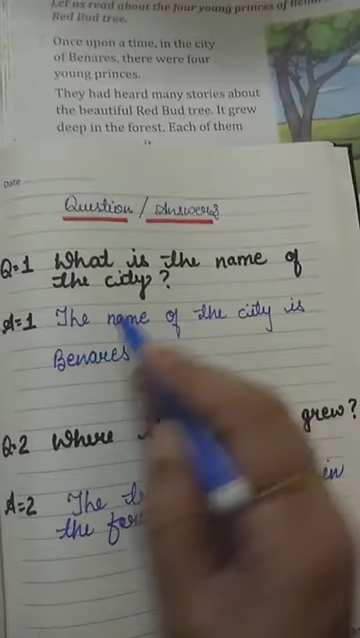 Let us read about the four young princes of
Red Bud tree.
Once upon a time, in the city
of Benares, there were four
young princes.
They had heard many stories about
the beautiful Red Bud tree. It grew
deep in the forest. Each of them
Date
Question / Answers
Q=1 What is the name of
the city?
A=1 The name of the city is
Benares
Q=2 Where grew?
A=2 The in
the